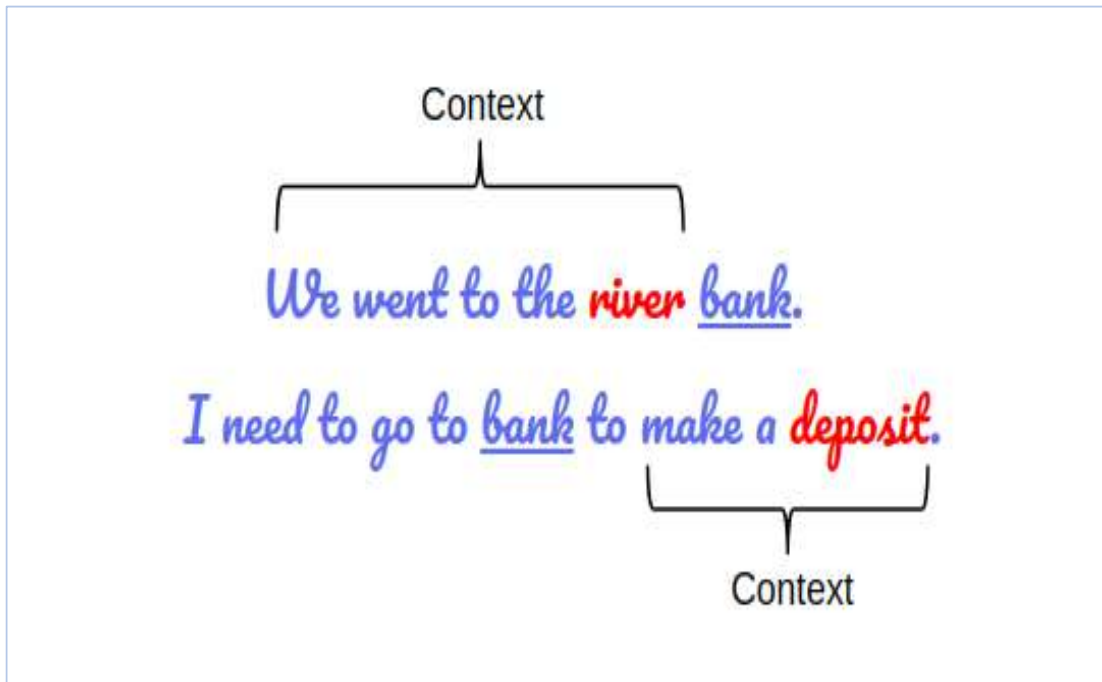 Context
We went to the river bank.
I need to go to bank to make a deposit.
Context